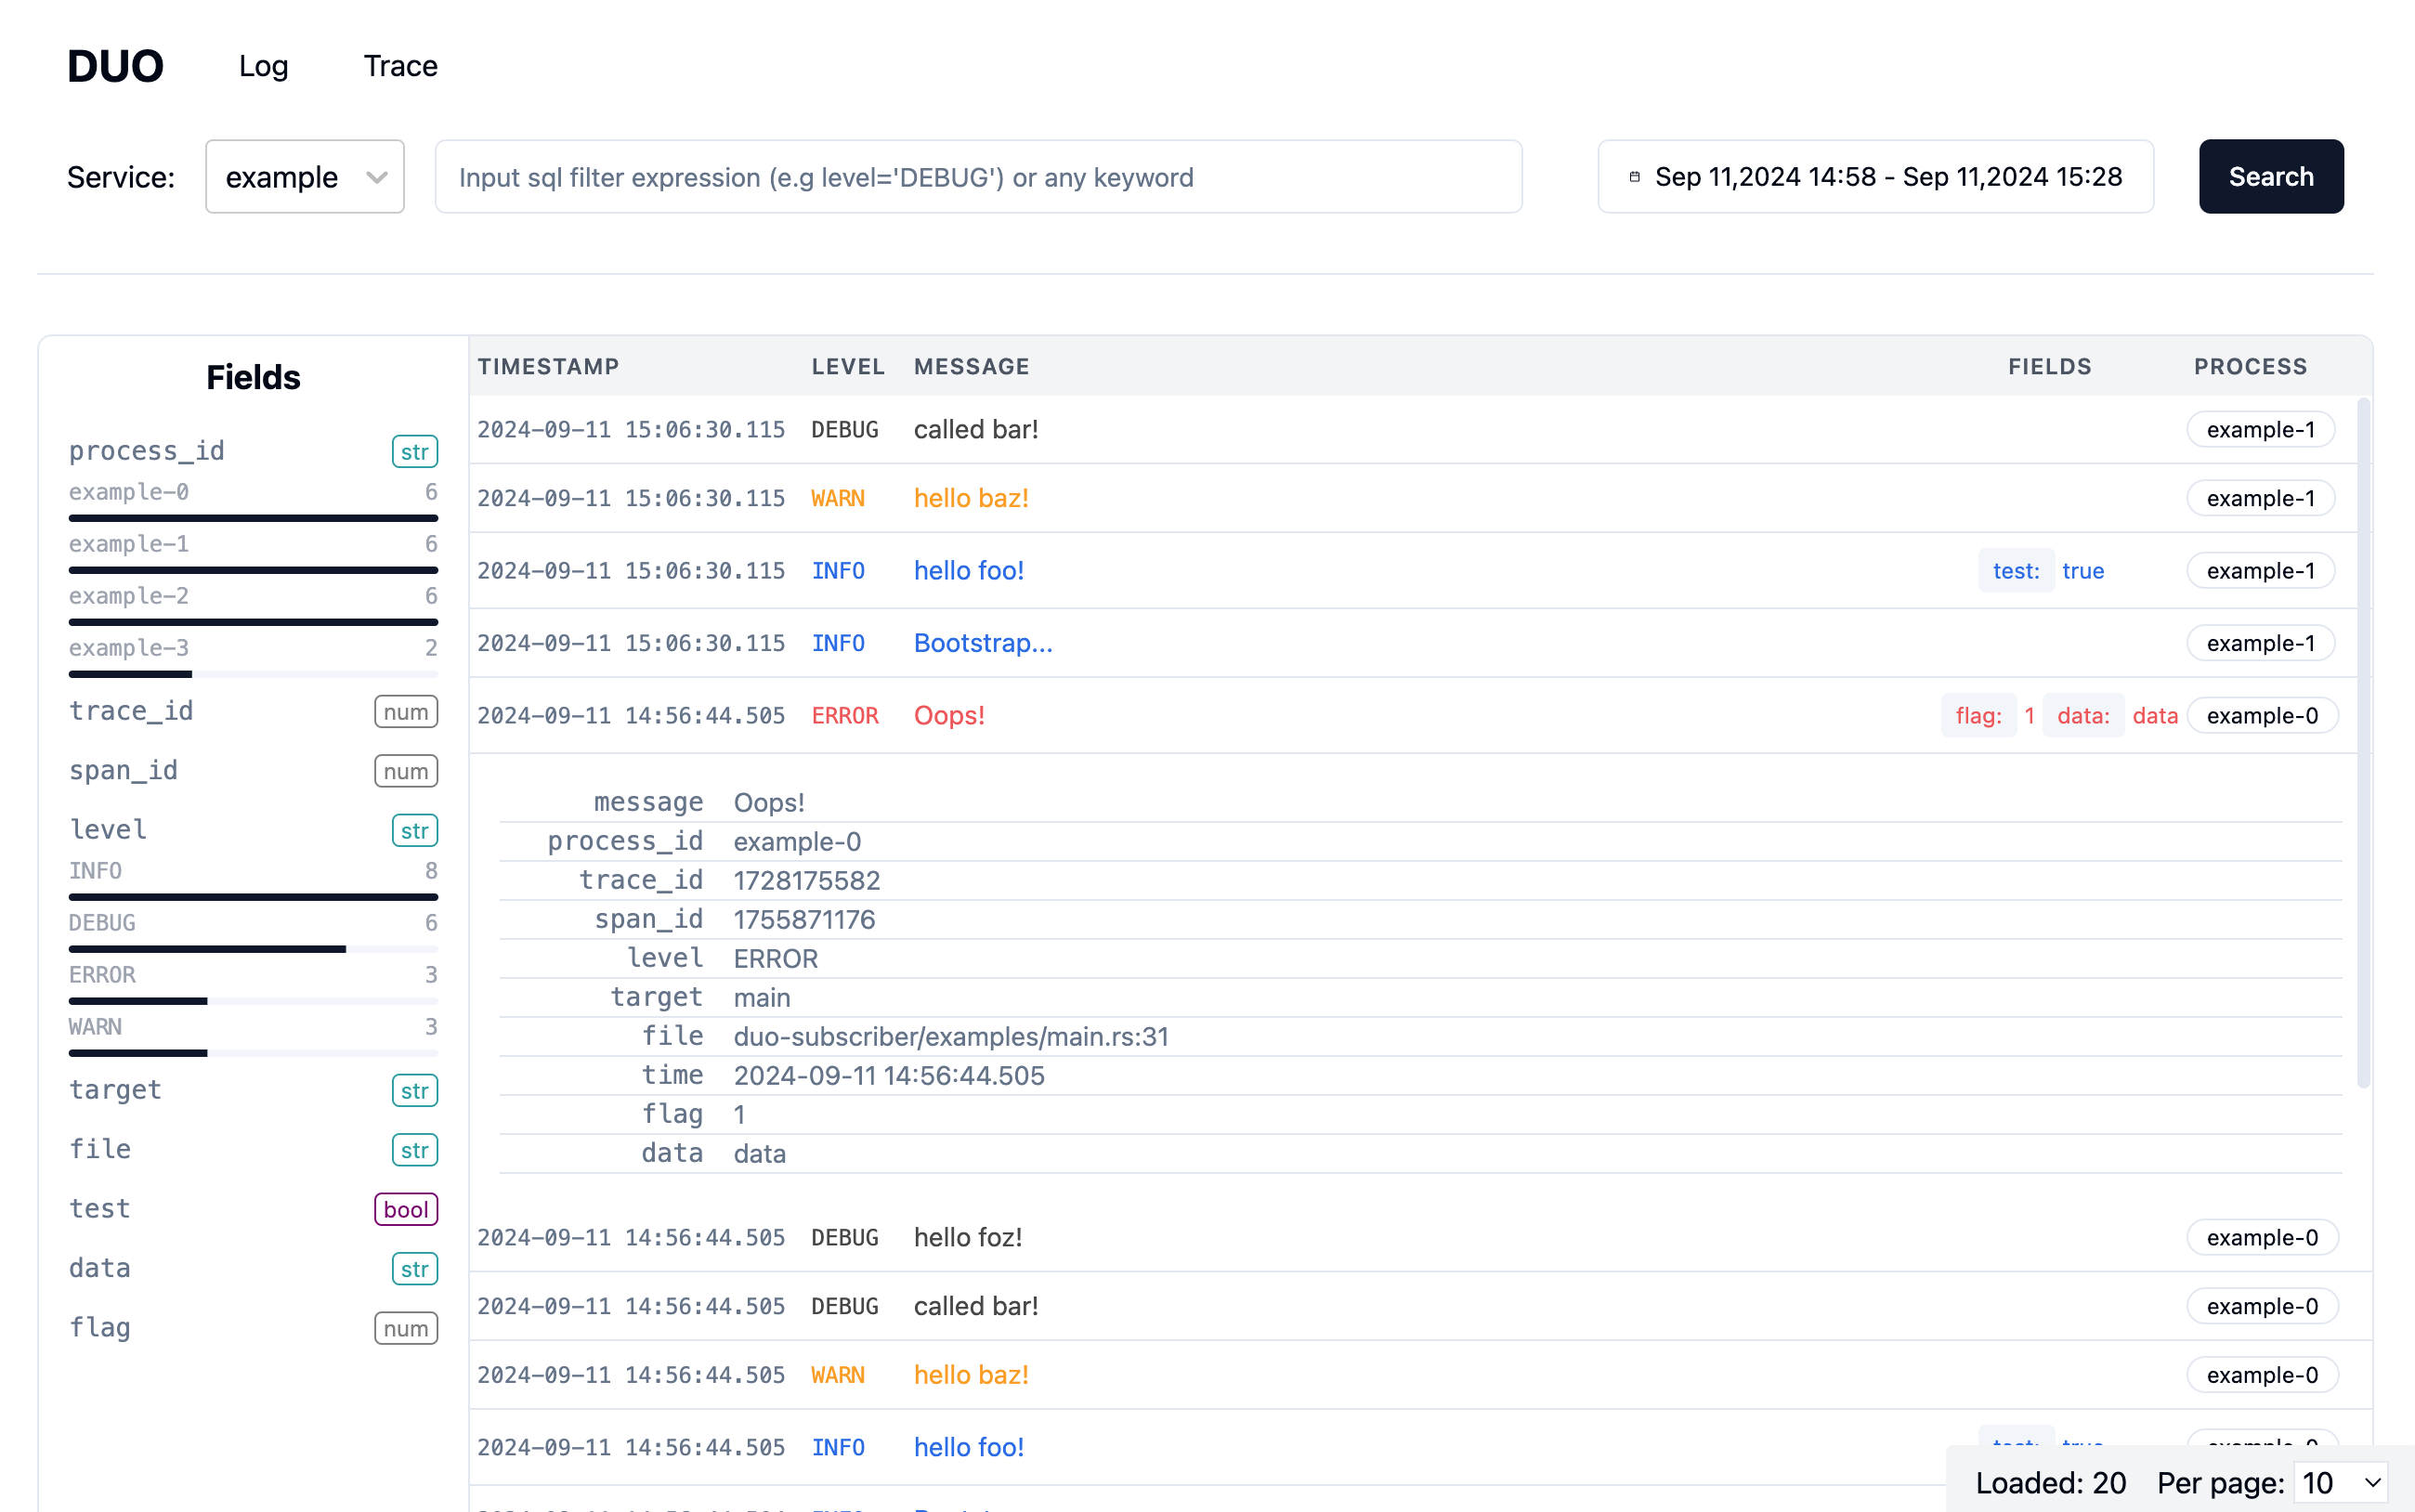 DUO Log Trace
Service: example Input sql filter expression (e.g level='DEBUG') or any keyword Sep 11,2024 14:58 - Sep 11,2024 15:28 Search
Fields
process_id str
example-0 6
example-1 6
example-2 6
example-3 2
trace_id num
span_id num
level str
INFO 8
DEBUG 6
ERROR 3
WARN 3
target str
file str
test bool
data str
flag num
TIMESTAMP LEVEL MESSAGE FIELDS PROCESS
2024-09-11 15:06:30.115 DEBUG called bar! example-1
2024-09-11 15:06:30.115 WARN hello baz! example-1
2024-09-11 15:06:30.115 INFO hello foo! test: true example-1
2024-09-11 15:06:30.115 INFO Bootstrap... example-1
2024-09-11 14:56:44.505 ERROR Oops! flag: 1 data: data example-0
message Oops!
process_id example-0
trace_id 1728175582
span_id 1755871176
level ERROR
target main
file duo-subscriber/examples/main.rs:31
time 2024-09-11 14:56:44.505
flag 1
data data
2024-09-11 14:56:44.505 DEBUG hello foz! example-0
2024-09-11 14:56:44.505 DEBUG called bar! example-0
2024-09-11 14:56:44.505 WARN hello baz! example-0
2024-09-11 14:56:44.505 INFO hello foo! test: true example-0
Loaded: 20 Per page: 10